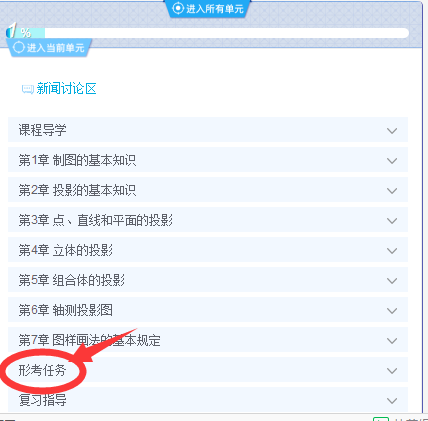 进入所有单元
1%
进入当前单元
新闻讨论区
课程导学
第1章 制图的基本知识
第2章 投影的基本知识
第3章 点、直线和平面的投影
第4章 立体的投影
第5章 组合体的投影
第6章 轴测投影图
第7章 图样画法的基本规定
形考任务
复习指导